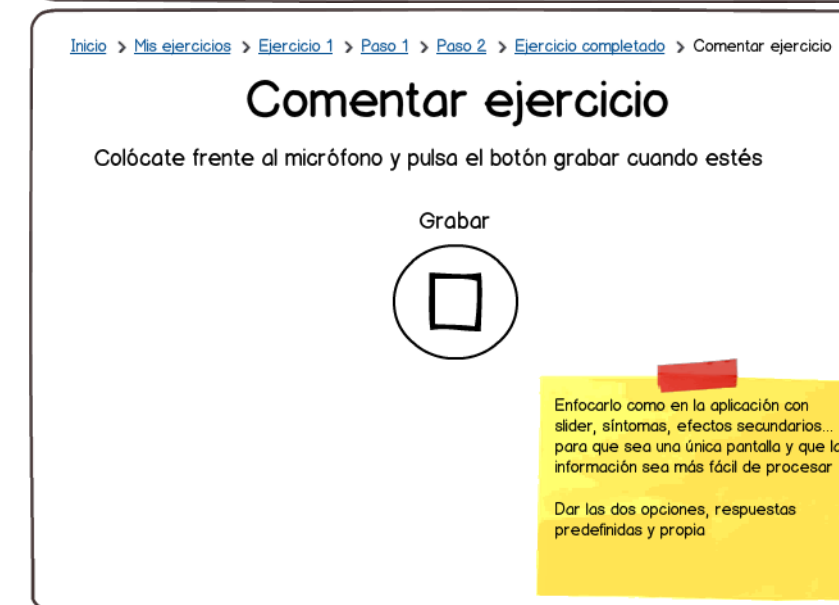 Inicio > Mis ejercicios > Ejercicio 1 > Paso 1 > Paso 2 > Ejercicio completado > Comentar ejercicio
Comentar ejercicio
Colócate frente al micrófono y pulsa el botón grabar cuando estés
Grabar
Enfocarlo como en la aplicación con
slider, síntomas, efectos secundarios...
para que sea una única pantalla y que la
información sea más fácil de procesar
Dar las dos opciones, respuestas
predefinidas y propia